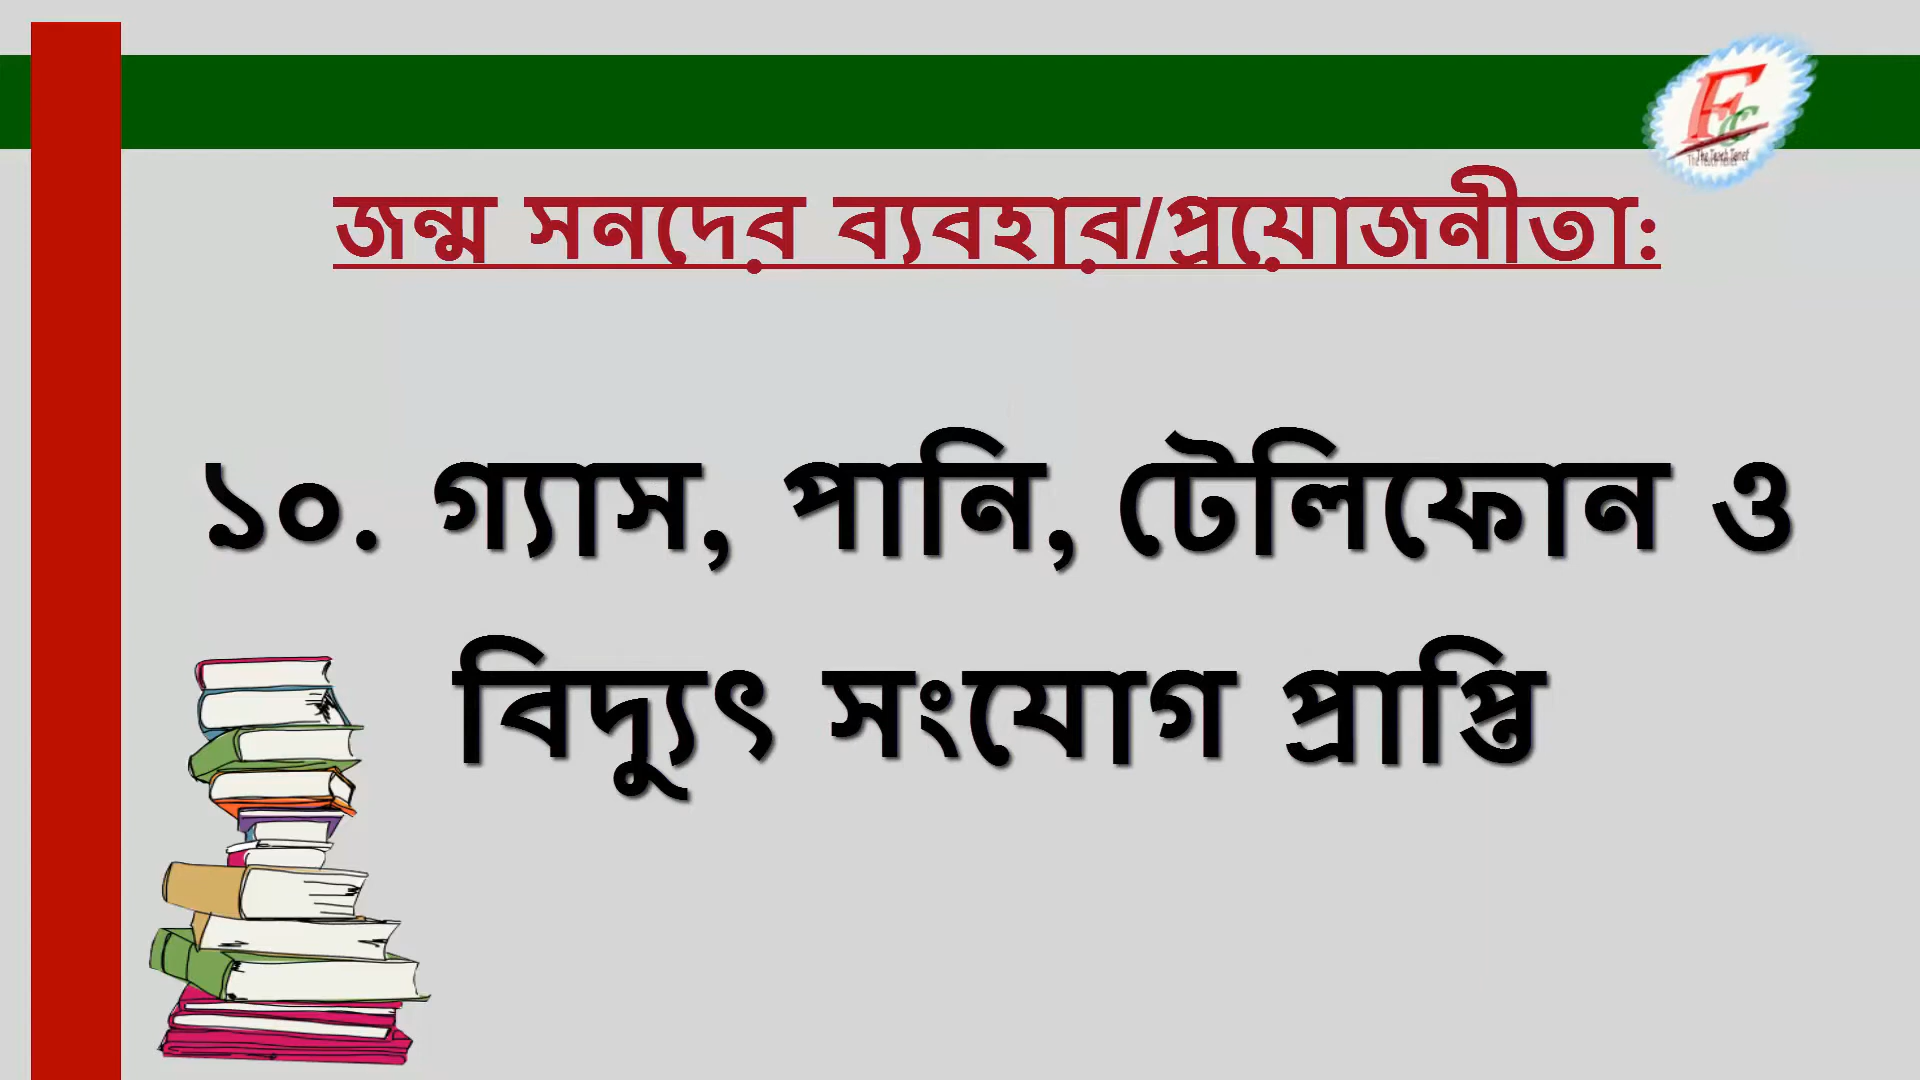 জন্ম সনদের ব্যবহার/প্রয়োজনীতা:
১০. গ্যাস, পানি, টেলিফোন ও
বিদ্যুৎ সংযোগ প্রাপ্তি